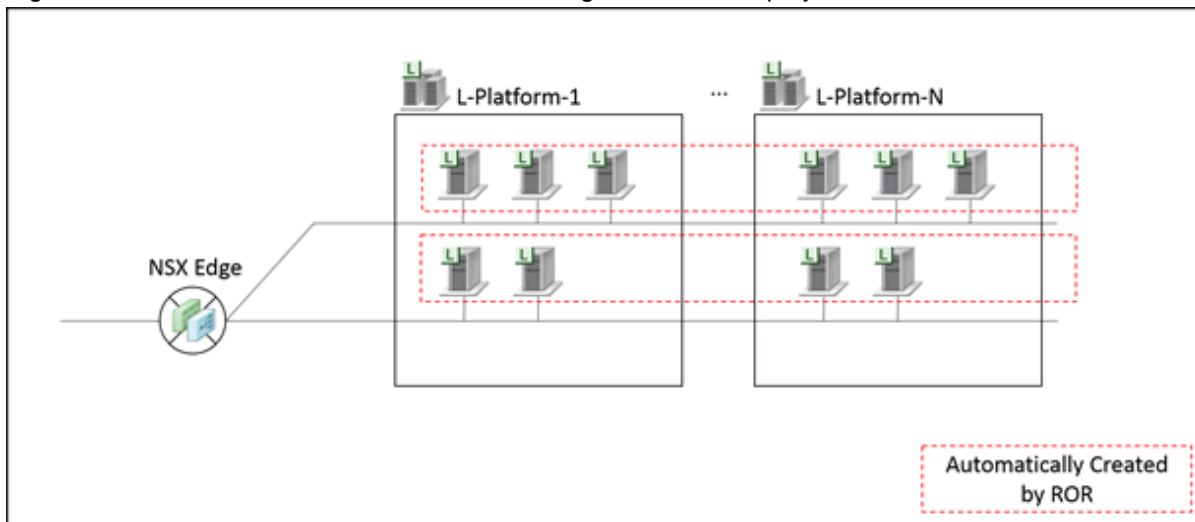 L L
L-Platform-1 ... L-Platform-N
L L L L L L
L L L L
NSX Edge
Automatically Created
by ROR